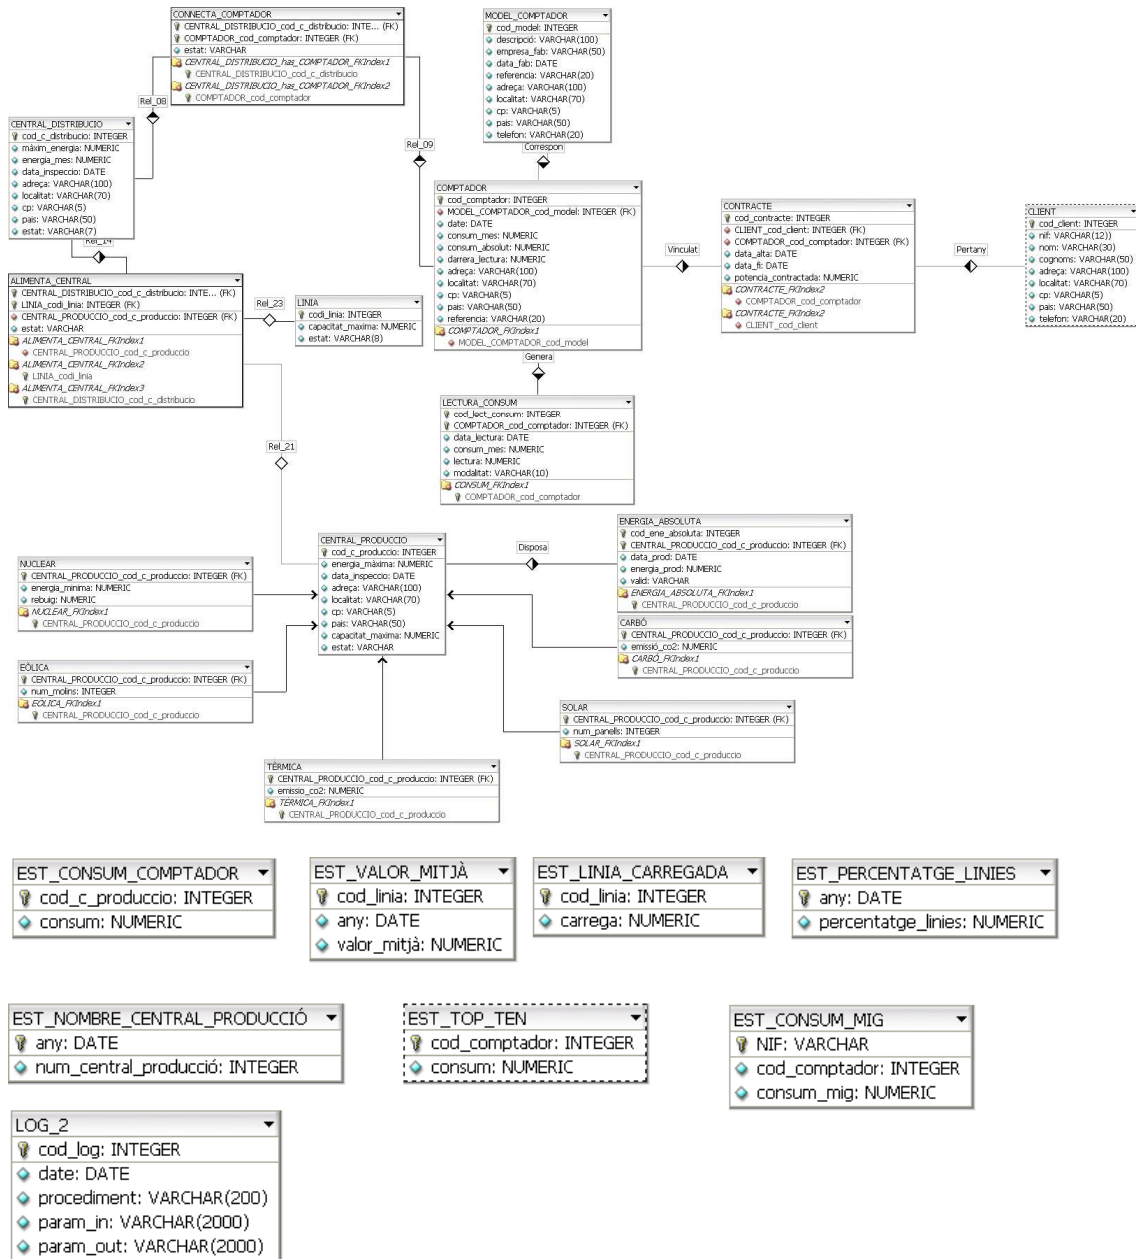 CONNECTA_COMPTADOR
CENTRAL_DISTRIBUCIO_cod_c_distribucio: INTE... (FK)
COMPTADOR_cod_comptador: INTEGER (FK)
estat: VARCHAR
CENTRAL_DISTRIBUCIO_has_COMPTADOR_FKIndex1
CENTRAL_DISTRIBUCIO_cod_c_distribucio
CENTRAL_DISTRIBUCIO_has_COMPTADOR_FKIndex2
COMPTADOR_cod_comptador
MODEL_COMPTADOR
cod_model: INTEGER
descripció: VARCHAR(100)
empresa_fab: VARCHAR(50)
data_fab: DATE
referencia: VARCHAR(20)
adreça: VARCHAR(100)
localitat: VARCHAR(70)
cp: VARCHAR(5)
pais: VARCHAR(50)
telefon: VARCHAR(20)
Rel_08
Rel_09
Correspon
CENTRAL_DISTRIBUCIO
cod_c_distribucio: INTEGER
màxim_energia: NUMERIC
energia_mes: NUMERIC
data_inspeccio: DATE
adreça: VARCHAR(100)
localitat: VARCHAR(70)
cp: VARCHAR(5)
pais: VARCHAR(50)
estat: VARCHAR(7)
Rel_14
COMPTADOR
cod_comptador: INTEGER
MODEL_COMPTADOR_cod_model: INTEGER (FK)
date: DATE
consum_mes: NUMERIC
consum_absolut: NUMERIC
darrera_lectura: NUMERIC
adreça: VARCHAR(100)
localitat: VARCHAR(70)
cp: VARCHAR(5)
pais: VARCHAR(50)
referencia: VARCHAR(20)
COMPTADOR_FKIndex1
MODEL_COMPTADOR_cod_model
Vinculat
CONTRACTE
cod_contracte: INTEGER
CLIENT_cod_client: INTEGER (FK)
COMPTADOR_cod_comptador: INTEGER (FK)
data_alta: DATE
data_fi: DATE
potencia_contractada: NUMERIC
CONTRACTE_FKIndex2
COMPTADOR_cod_comptador
CONTRACTE_FKIndex2
CLIENT_cod_client
Pertany
CLIENT
cod_client: INTEGER
nif: VARCHAR(12))
nom: VARCHAR(30)
cognoms: VARCHAR(50)
adreça: VARCHAR(100)
localitat: VARCHAR(70)
cp: VARCHAR(5)
pais: VARCHAR(50)
telefon: VARCHAR(20)
ALIMENTA_CENTRAL
CENTRAL_DISTRIBUCIO_cod_c_distribucio: INTE... (FK)
LINIA_codi_linia: INTEGER (FK)
CENTRAL_PRODUCCIO_cod_c_produccio: INTEGER (FK)
estat: VARCHAR
ALIMENTA_CENTRAL_FKIndex1
CENTRAL_PRODUCCIO_cod_c_produccio
ALIMENTA_CENTRAL_FKIndex2
LINIA_codi_linia
ALIMENTA_CENTRAL_FKIndex3
CENTRAL_DISTRIBUCIO_cod_c_distribucio
Rel_23
LINIA
codi_linia: INTEGER
capacitat_maxima: NUMERIC
estat: VARCHAR(8)
Genera
LECTURA_CONSUM
cod_lect_consum: INTEGER
COMPTADOR_cod_comptador: INTEGER (FK)
data_lectura: DATE
consum_mes: NUMERIC
lectura: NUMERIC
modalitat: VARCHAR(10)
CONSUM_FKIndex1
COMPTADOR_cod_comptador
Rel_21
CENTRAL_PRODUCCIO
cod_c_produccio: INTEGER
energia_màxima: NUMERIC
data_inspeccio: DATE
adreça: VARCHAR(100)
localitat: VARCHAR(70)
cp: VARCHAR(5)
pais: VARCHAR(50)
capacitat_maxima: NUMERIC
estat: VARCHAR
Disposa
ENERGIA_ABSOLUTA
cod_ene_absoluta: INTEGER
CENTRAL_PRODUCCIO_cod_c_produccio: INTEGER (FK)
data_prod: DATE
energia_prod: NUMERIC
valid: VARCHAR
ENERGIA_ABSOLUTA_FKIndex1
CENTRAL_PRODUCCIO_cod_c_produccio
NUCLEAR
CENTRAL_PRODUCCIO_cod_c_produccio: INTEGER (FK)
energia_minima: NUMERIC
rebuig: NUMERIC
NUCLEAR_FKIndex1
CENTRAL_PRODUCCIO_cod_c_produccio
CARBÓ
CENTRAL_PRODUCCIO_cod_c_produccio: INTEGER (FK)
emissió_co2: NUMERIC
CARBÓ_FKIndex1
CENTRAL_PRODUCCIO_cod_c_produccio
EÒLICA
CENTRAL_PRODUCCIO_cod_c_produccio: INTEGER (FK)
num_molins: INTEGER
EOLICA_FKIndex1
CENTRAL_PRODUCCIO_cod_c_produccio
SOLAR
CENTRAL_PRODUCCIO_cod_c_produccio: INTEGER (FK)
num_panells: INTEGER
SOLAR_FKIndex1
CENTRAL_PRODUCCIO_cod_c_produccio
TÈRMICA
CENTRAL_PRODUCCIO_cod_c_produccio: INTEGER (FK)
emissio_co2: NUMERIC
TÈRMICA_FKIndex1
CENTRAL_PRODUCCIO_cod_c_produccio
EST_CONSUM_COMPTADOR
cod_c_produccio: INTEGER
consum: NUMERIC
EST_VALOR_MITJÀ
cod_linia: INTEGER
any: DATE
valor_mitjà: NUMERIC
EST_LINIA_CARREGADA
cod_linia: INTEGER
carrega: NUMERIC
EST_PERCENTATGE_LINIES
any: DATE
percentatge_linies: NUMERIC
EST_NOMBRE_CENTRAL_PRODUCCIÓ
any: DATE
num_central_producció: INTEGER
EST_TOP_TEN
cod_comptador: INTEGER
consum: NUMERIC
EST_CONSUM_MIG
NIF: VARCHAR
cod_comptador: INTEGER
consum_mig: NUMERIC
LOG_2
cod_log: INTEGER
date: DATE
procediment: VARCHAR(200)
param_in: VARCHAR(2000)
param_out: VARCHAR(2000)